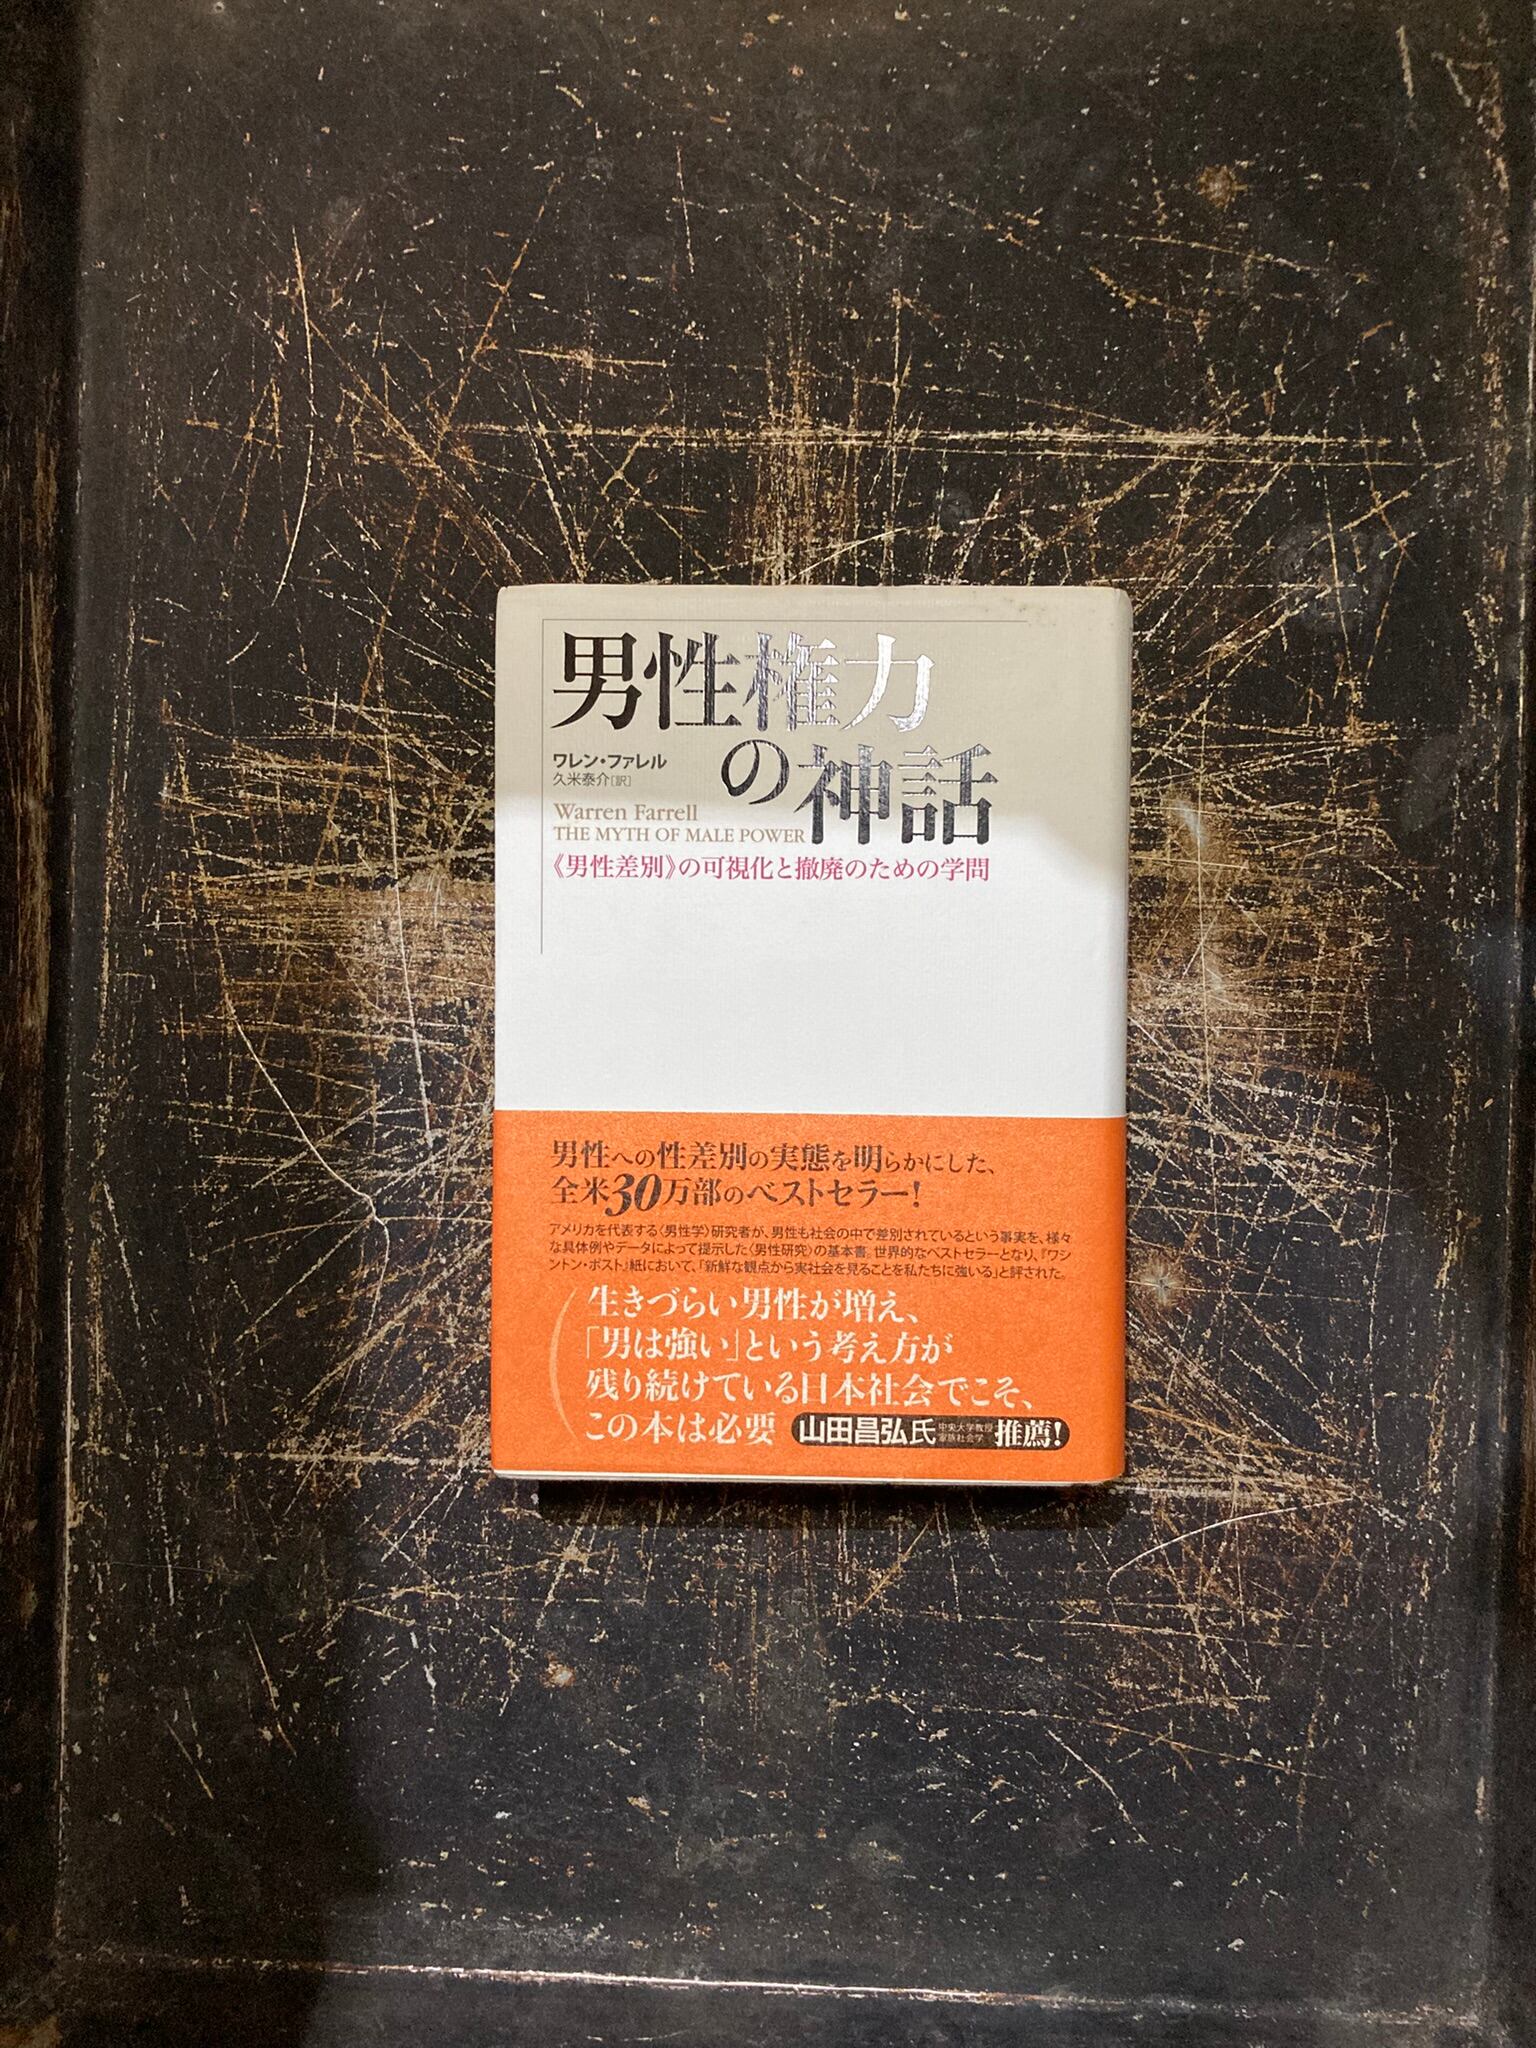 男性権力
の神話
ワレン・ファレル
久米泰介[訳]
Warren Farrell
THE MYTH OF MALE POWER
《男性差別》の可視化と撤廃のための学問
男性への性差別の実態を明らかにした、
全米30万部のベストセラー!
アメリカを代表する〈男性学〉研究者が、男性も社会の中で差別されているという事実を、様々
な具体例やデータによって提示した〈男性研究〉の基本書。世界的なベストセラーとなり、『ワシ
ントン・ポスト』紙において、「新鮮な観点から実社会を見ることを私たちに強いる」と評された。
生きづらい男性が増え、
「男は強い」という考え方が
残り続けている日本社会でこそ、
この本は必要 山田昌弘氏 中央大学教授 家族社会学 推薦!